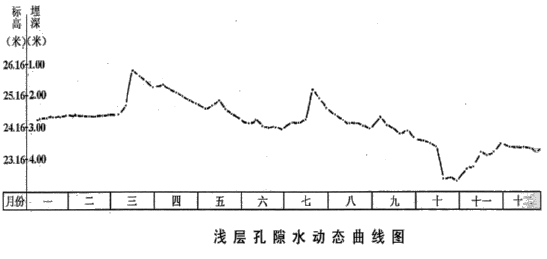 标 埋
高 深
(米)(米)
26.16 1.00
25.16 2.00
24.16 3.00
23.16 4.00
月份 一 二 三 四 五 六 七 八 九 十 十一 十二
浅层孔隙水动态曲线图